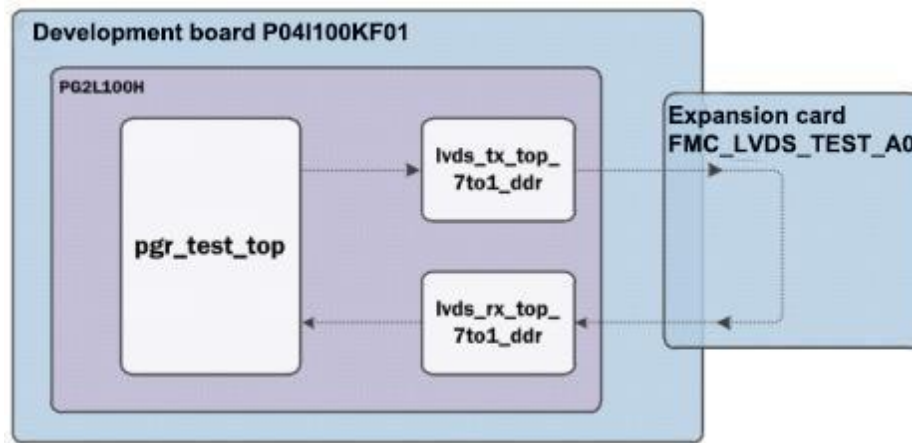 Development board P04I100KF01
PG2L100H
pgr_test_top
lvds_tx_top_
7to1_ddr
lvds_rx_top_
7to1_ddr
Expansion card
FMC_LVDS_TEST_A0